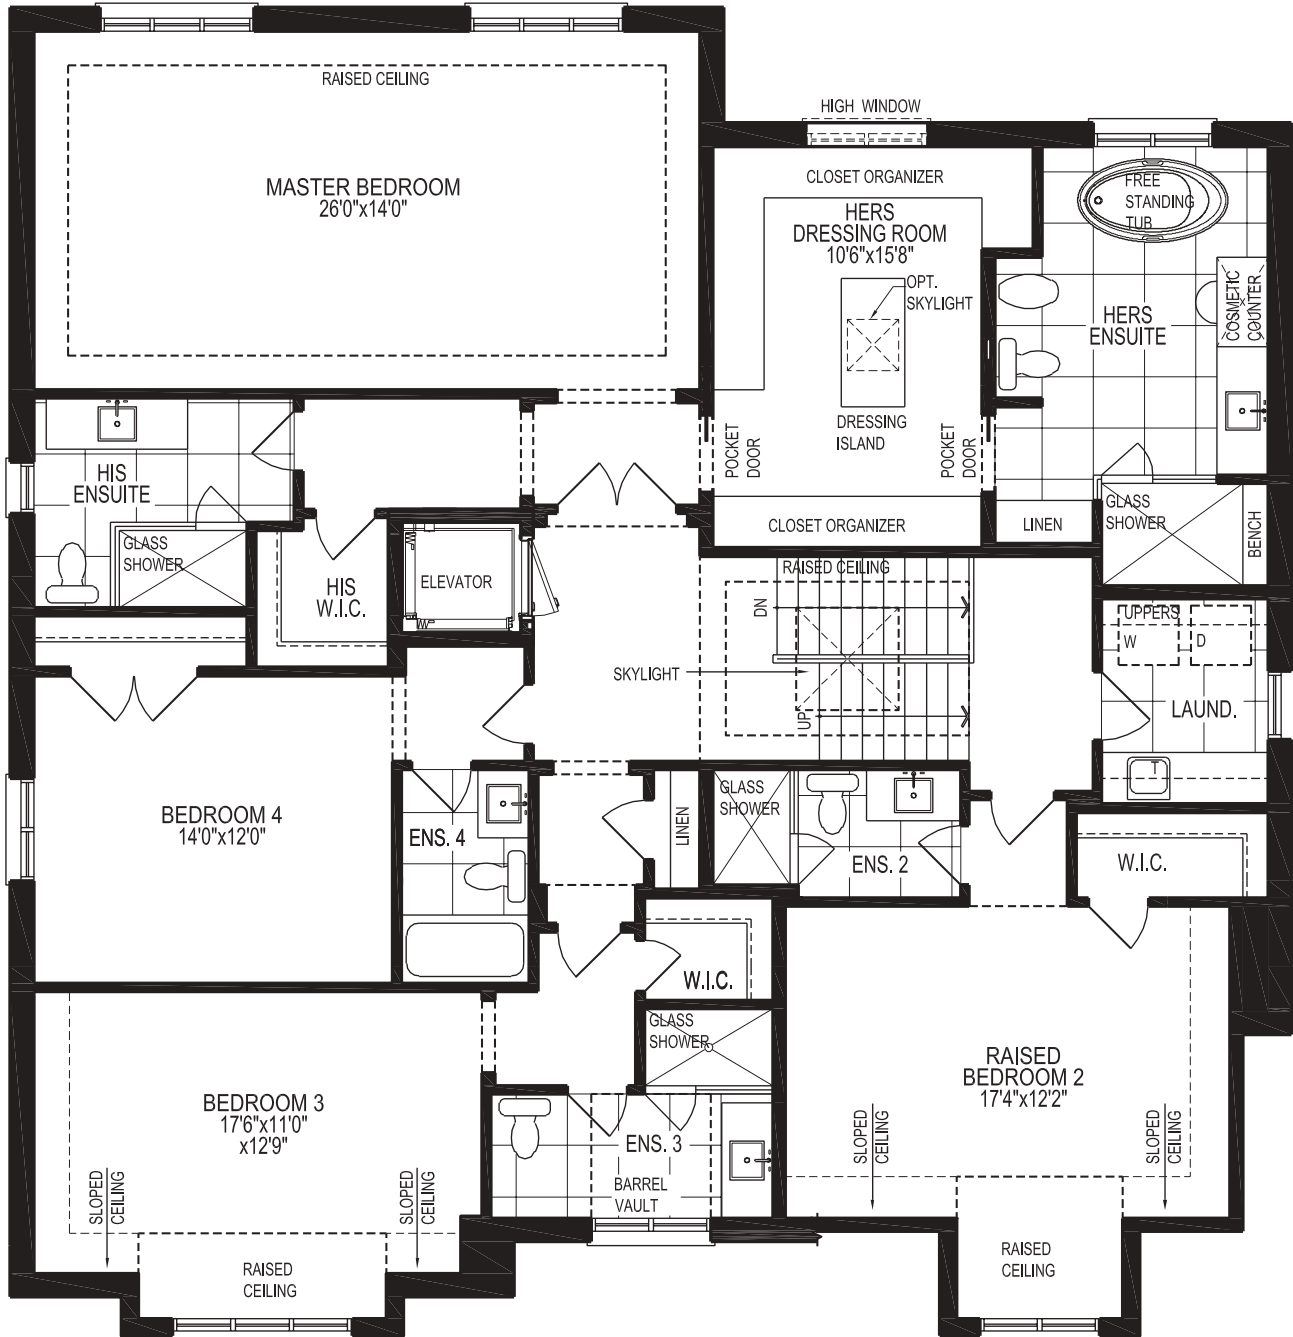 RAISED CEILING
MASTER BEDROOM
26'0"x14'0"
HIGH WINDOW
CLOSET ORGANIZER
HERS
DRESSING ROOM
10'6"x15'8"
OPT.
SKYLIGHT
DRESSING
ISLAND
POCKET
DOOR
POCKET
DOOR
CLOSET ORGANIZER
FREE
STANDING
TUB
COSMETIC
COUNTER
HERS
ENSUITE
LINEN
GLASS
SHOWER
BENCH
HIS
ENSUITE
GLASS
SHOWER
HIS
W.I.C.
ELEVATOR
RAISED CEILING
DN
SKYLIGHT
UP
UPPERS
W
D
LAUND.
T
BEDROOM 4
14'0"x12'0"
ENS. 4
LINEN
GLASS
SHOWER
ENS. 2
W.I.C.
W.I.C.
GLASS
SHOWER
BEDROOM 3
17'6"x11'0"
x12'9"
SLOPED
CEILING
SLOPED
CEILING
RAISED
CEILING
ENS. 3
BARREL
VAULT
RAISED
BEDROOM 2
17'4"x12'2"
SLOPED
CEILING
SLOPED
CEILING
RAISED
CEILING